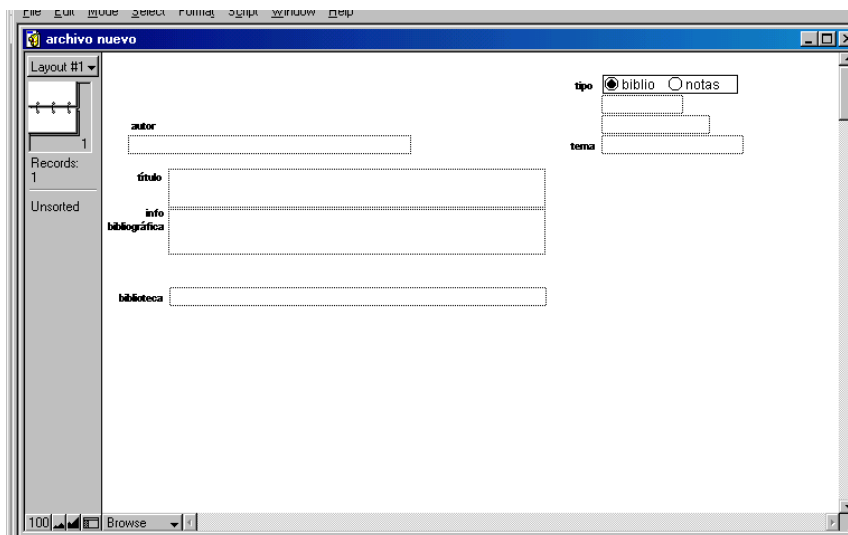 File Edit Mode Select Format Script Window Help
archivo nuevo
Layout #1
1
Records:
1
Unsorted
tipo biblio notas
autor
tema
título
info
bibliográfica
biblioteca
100 Browse